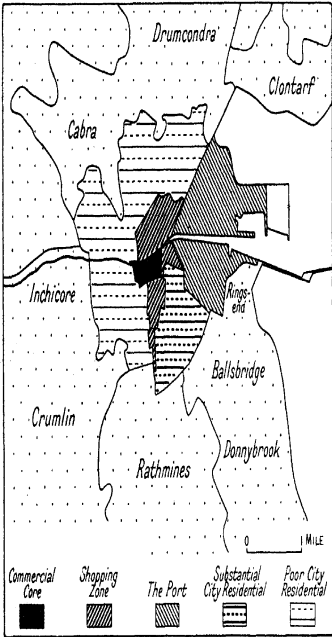 Drumcondra
Clontarf
Cabra
Inchicore
Rings-
end
Ballsbridge
Crumlin
Donnybrook
Rathmines
0 1 MILE
Commercial
Core
Shopping
Zone
The Port
Substantial
City Residential
Poor City
Residential